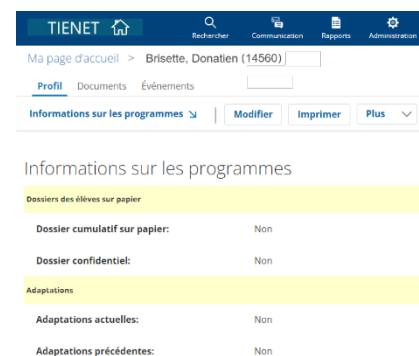 TIENET
Rechercher Communication Rapports Administration
Ma page d'accueil > Brisette, Donatien (14560)
Profil Documents Événements
Informations sur les programmes Modifier Imprimer Plus
Informations sur les programmes
Dossiers des élèves sur papier
Dossier cumulatif sur papier: Non
Dossier confidentiel: Non
Adaptations
Adaptations actuelles: Non
Adaptations précédentes: Non